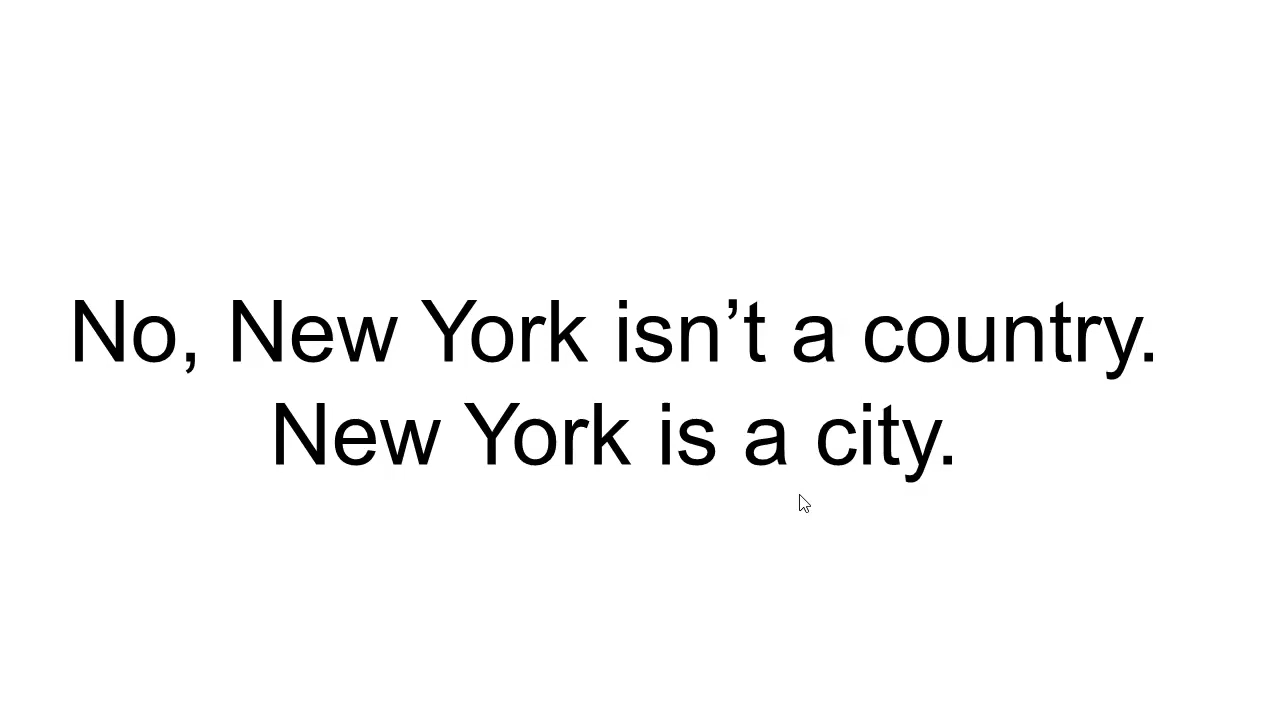 No, New York isn’t a country.
New York is a city.